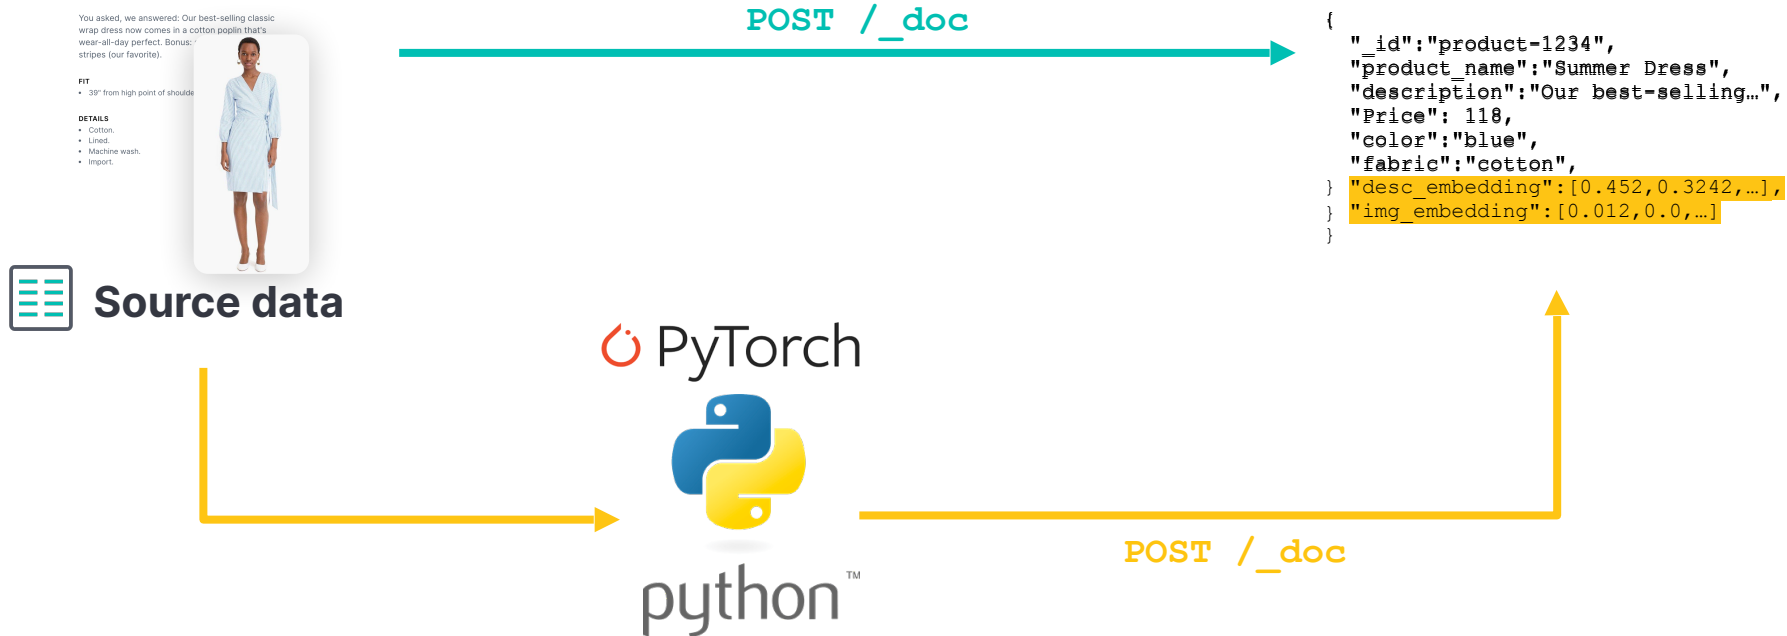 You asked, we answered: Our best-selling classic
wrap dress now comes in a cotton poplin that's
wear-all-day perfect. Bonus:
stripes (our favorite).
FIT
• 39" from high point of shoulde
DETAILS
• Cotton.
• Lined.
• Machine wash.
• Import.
Source data
POST /_doc
PyTorch
python™
POST /_doc
{
"_id":"product-1234",
"product_name":"Summer Dress",
"description":"Our best-selling…",
"Price": 118,
"color":"blue",
"fabric":"cotton",
} "desc_embedding":[0.452,0.3242,…],
} "img_embedding":[0.012,0.0,…]
}